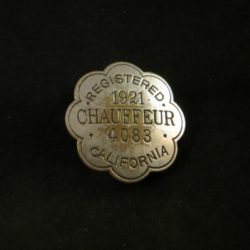 · REGISTERED ·
1921
CHAUFFEUR
4083
CALIFORNIA